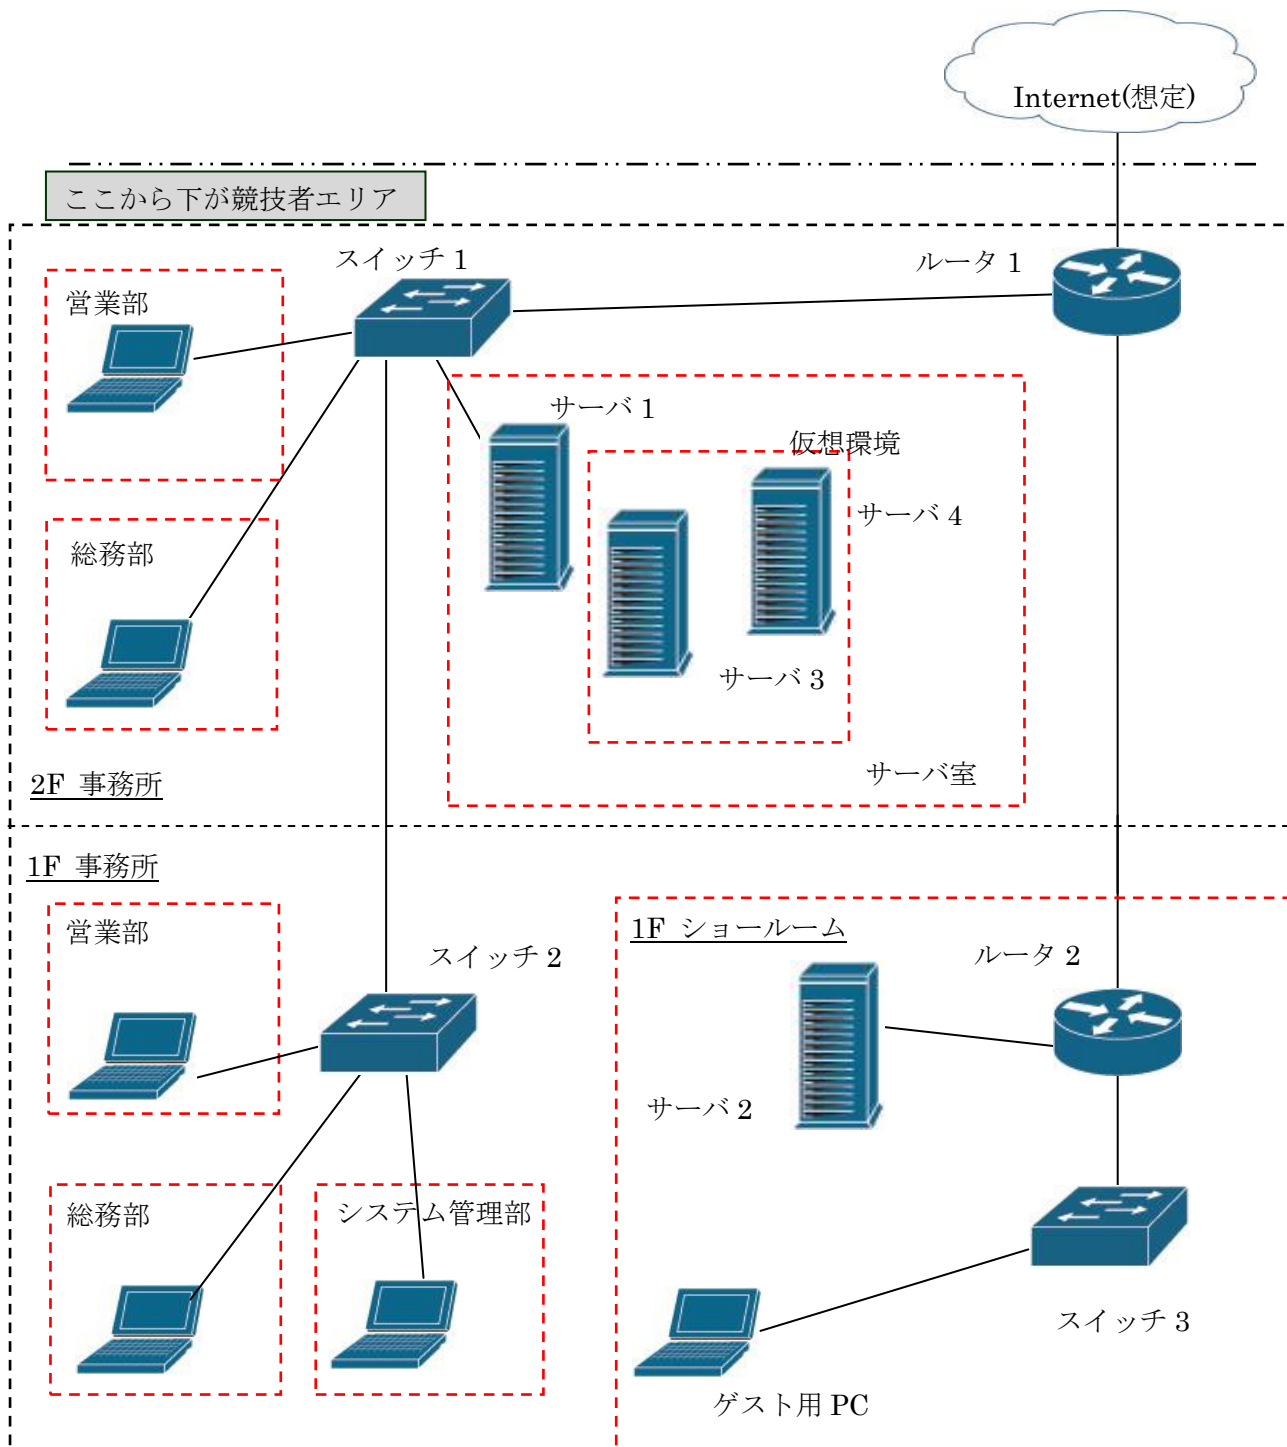 Internet(想定)
ここから下が競技者エリア
スイッチ 1
ルータ 1
営業部
サーバ 1
仮想環境
サーバ 4
総務部
サーバ 3
サーバ室
2F 事務所
1F 事務所
営業部
1F ショールーム
スイッチ 2
ルータ 2
サーバ 2
総務部
システム管理部
スイッチ 3
ゲスト用 PC